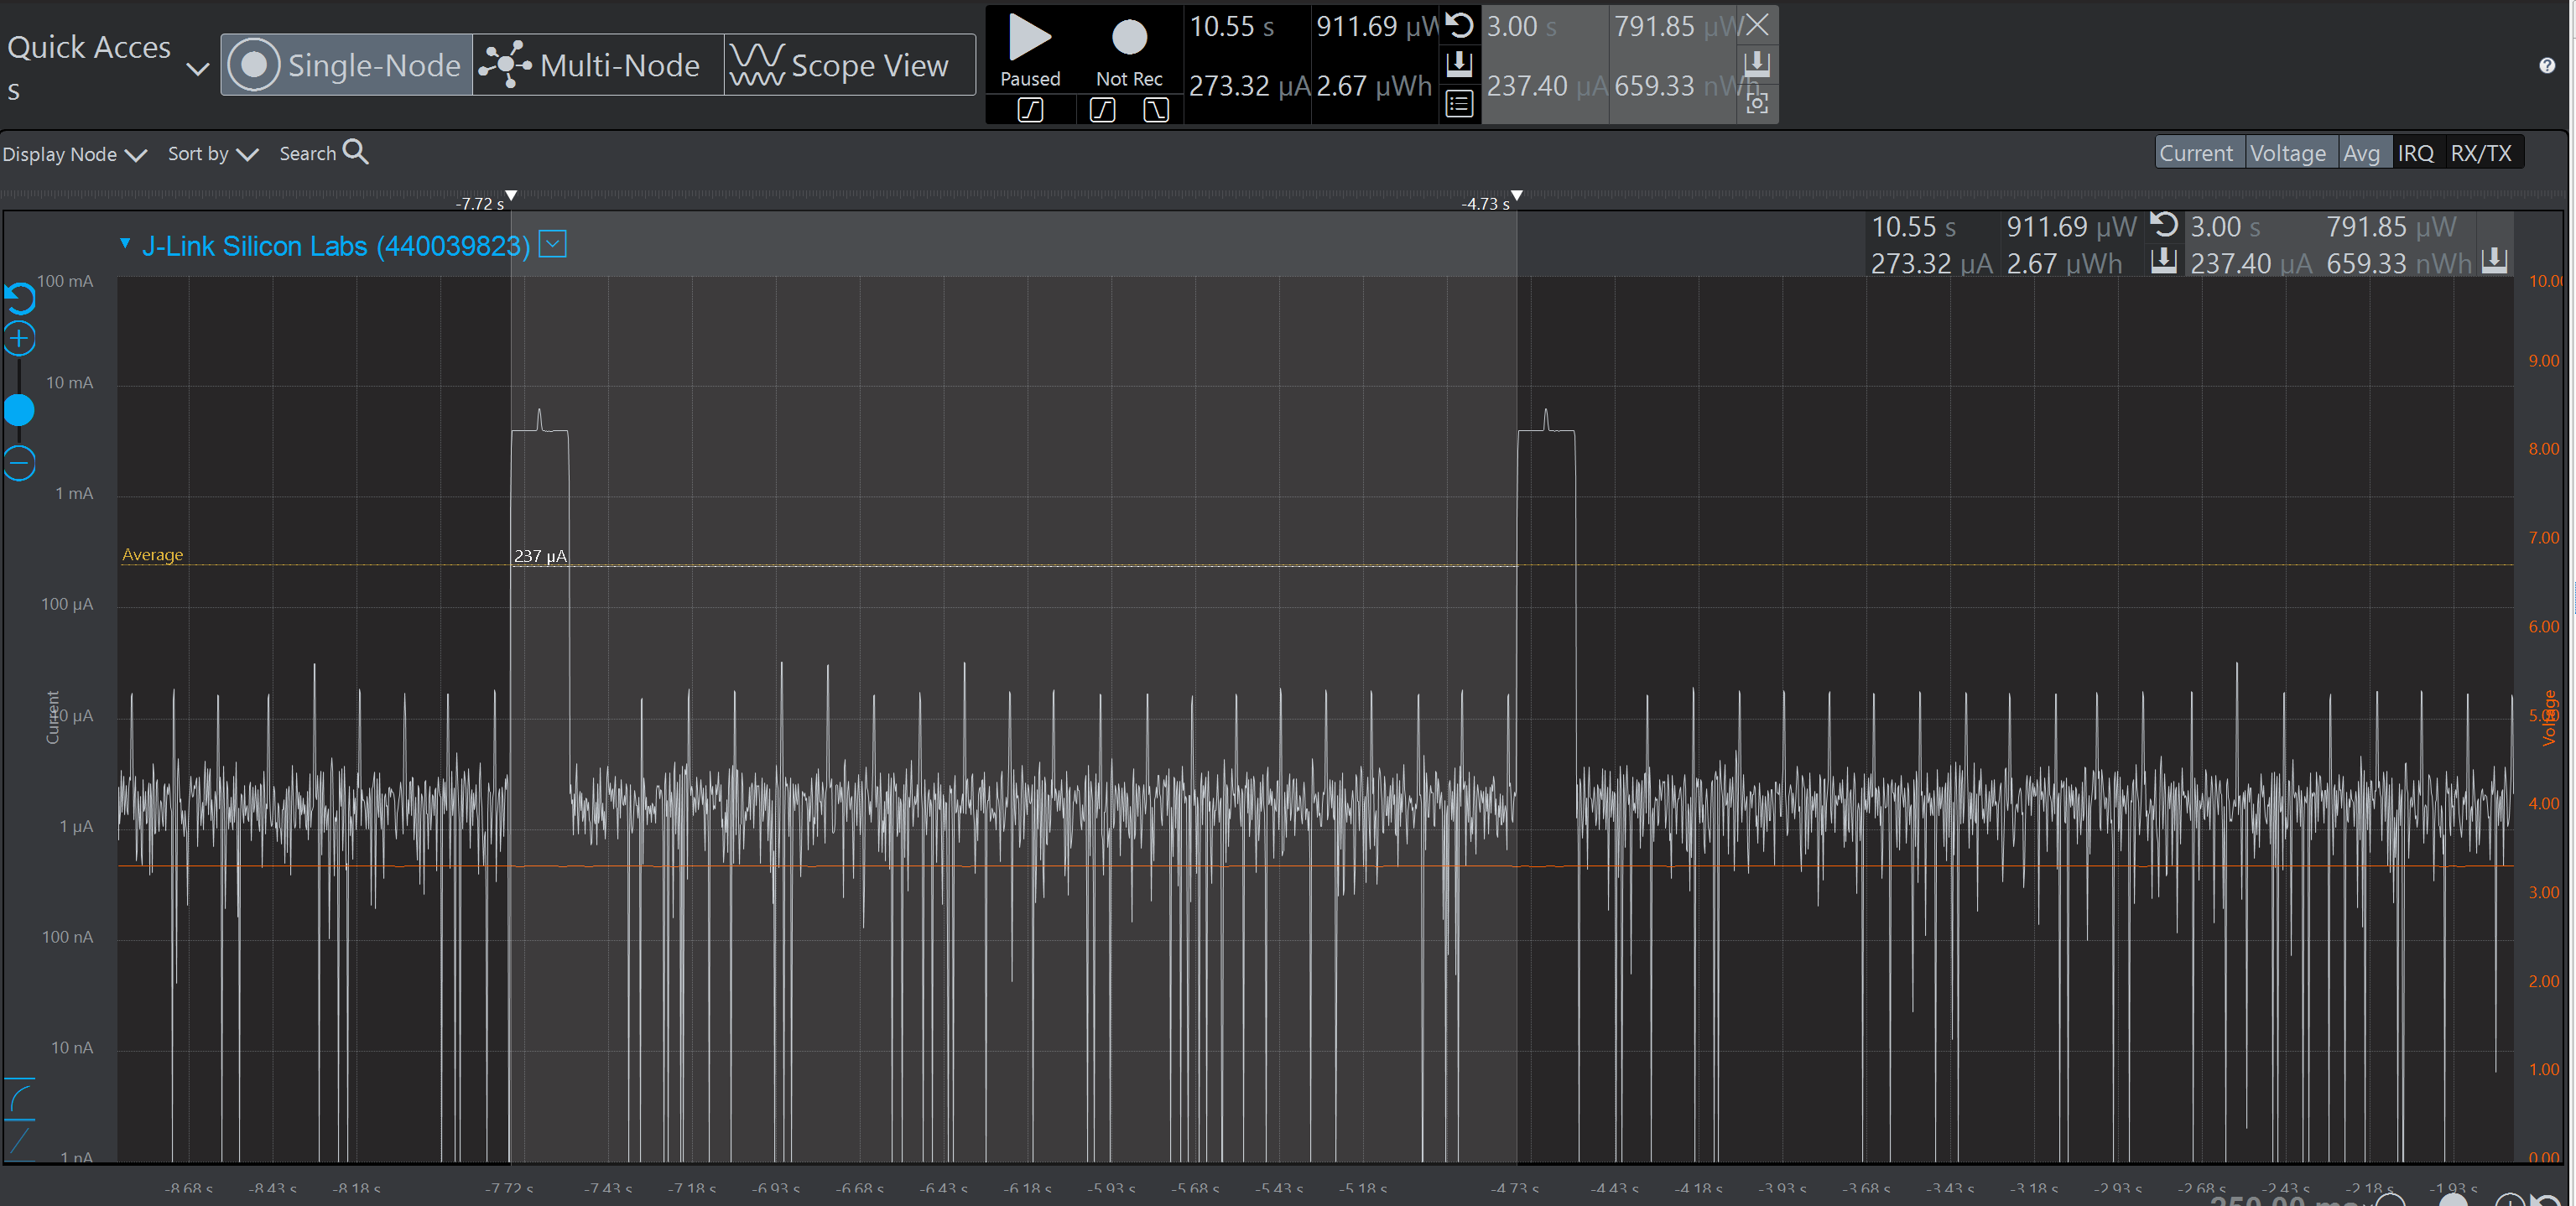 Quick Acces
s
Single-Node
Multi-Node
Scope View
Paused
Not Rec
10.55 s
911.69 µW
273.32 µA
2.67 µWh
3.00 s
791.85 µW
237.40 µA
659.33 nWh
Display Node
Sort by
Search
Current
Voltage
Avg
IRQ
RX/TX
-7.72 s
-4.73 s
J-Link Silicon Labs (440039823)
10.55 s
911.69 µW
3.00 s
791.85 µW
273.32 µA
2.67 µWh
237.40 µA
659.33 nWh
100 mA
10 mA
1 mA
100 µA
10 µA
1 µA
100 nA
10 nA
1 nA
Current
Average
237 µA
10.00
9.00
8.00
7.00
6.00
5.00
4.00
3.00
2.00
1.00
0.00
Voltage
-8.68 s
-8.43 s
-8.18 s
-7.72 s
-7.43 s
-7.18 s
-6.93 s
-6.68 s
-6.43 s
-6.18 s
-5.93 s
-5.68 s
-5.43 s
-5.18 s
-4.73 s
-4.43 s
-4.18 s
-3.93 s
-3.68 s
-3.43 s
-3.18 s
-2.93 s
-2.68 s
-2.43 s
-2.18 s
-1.93 s